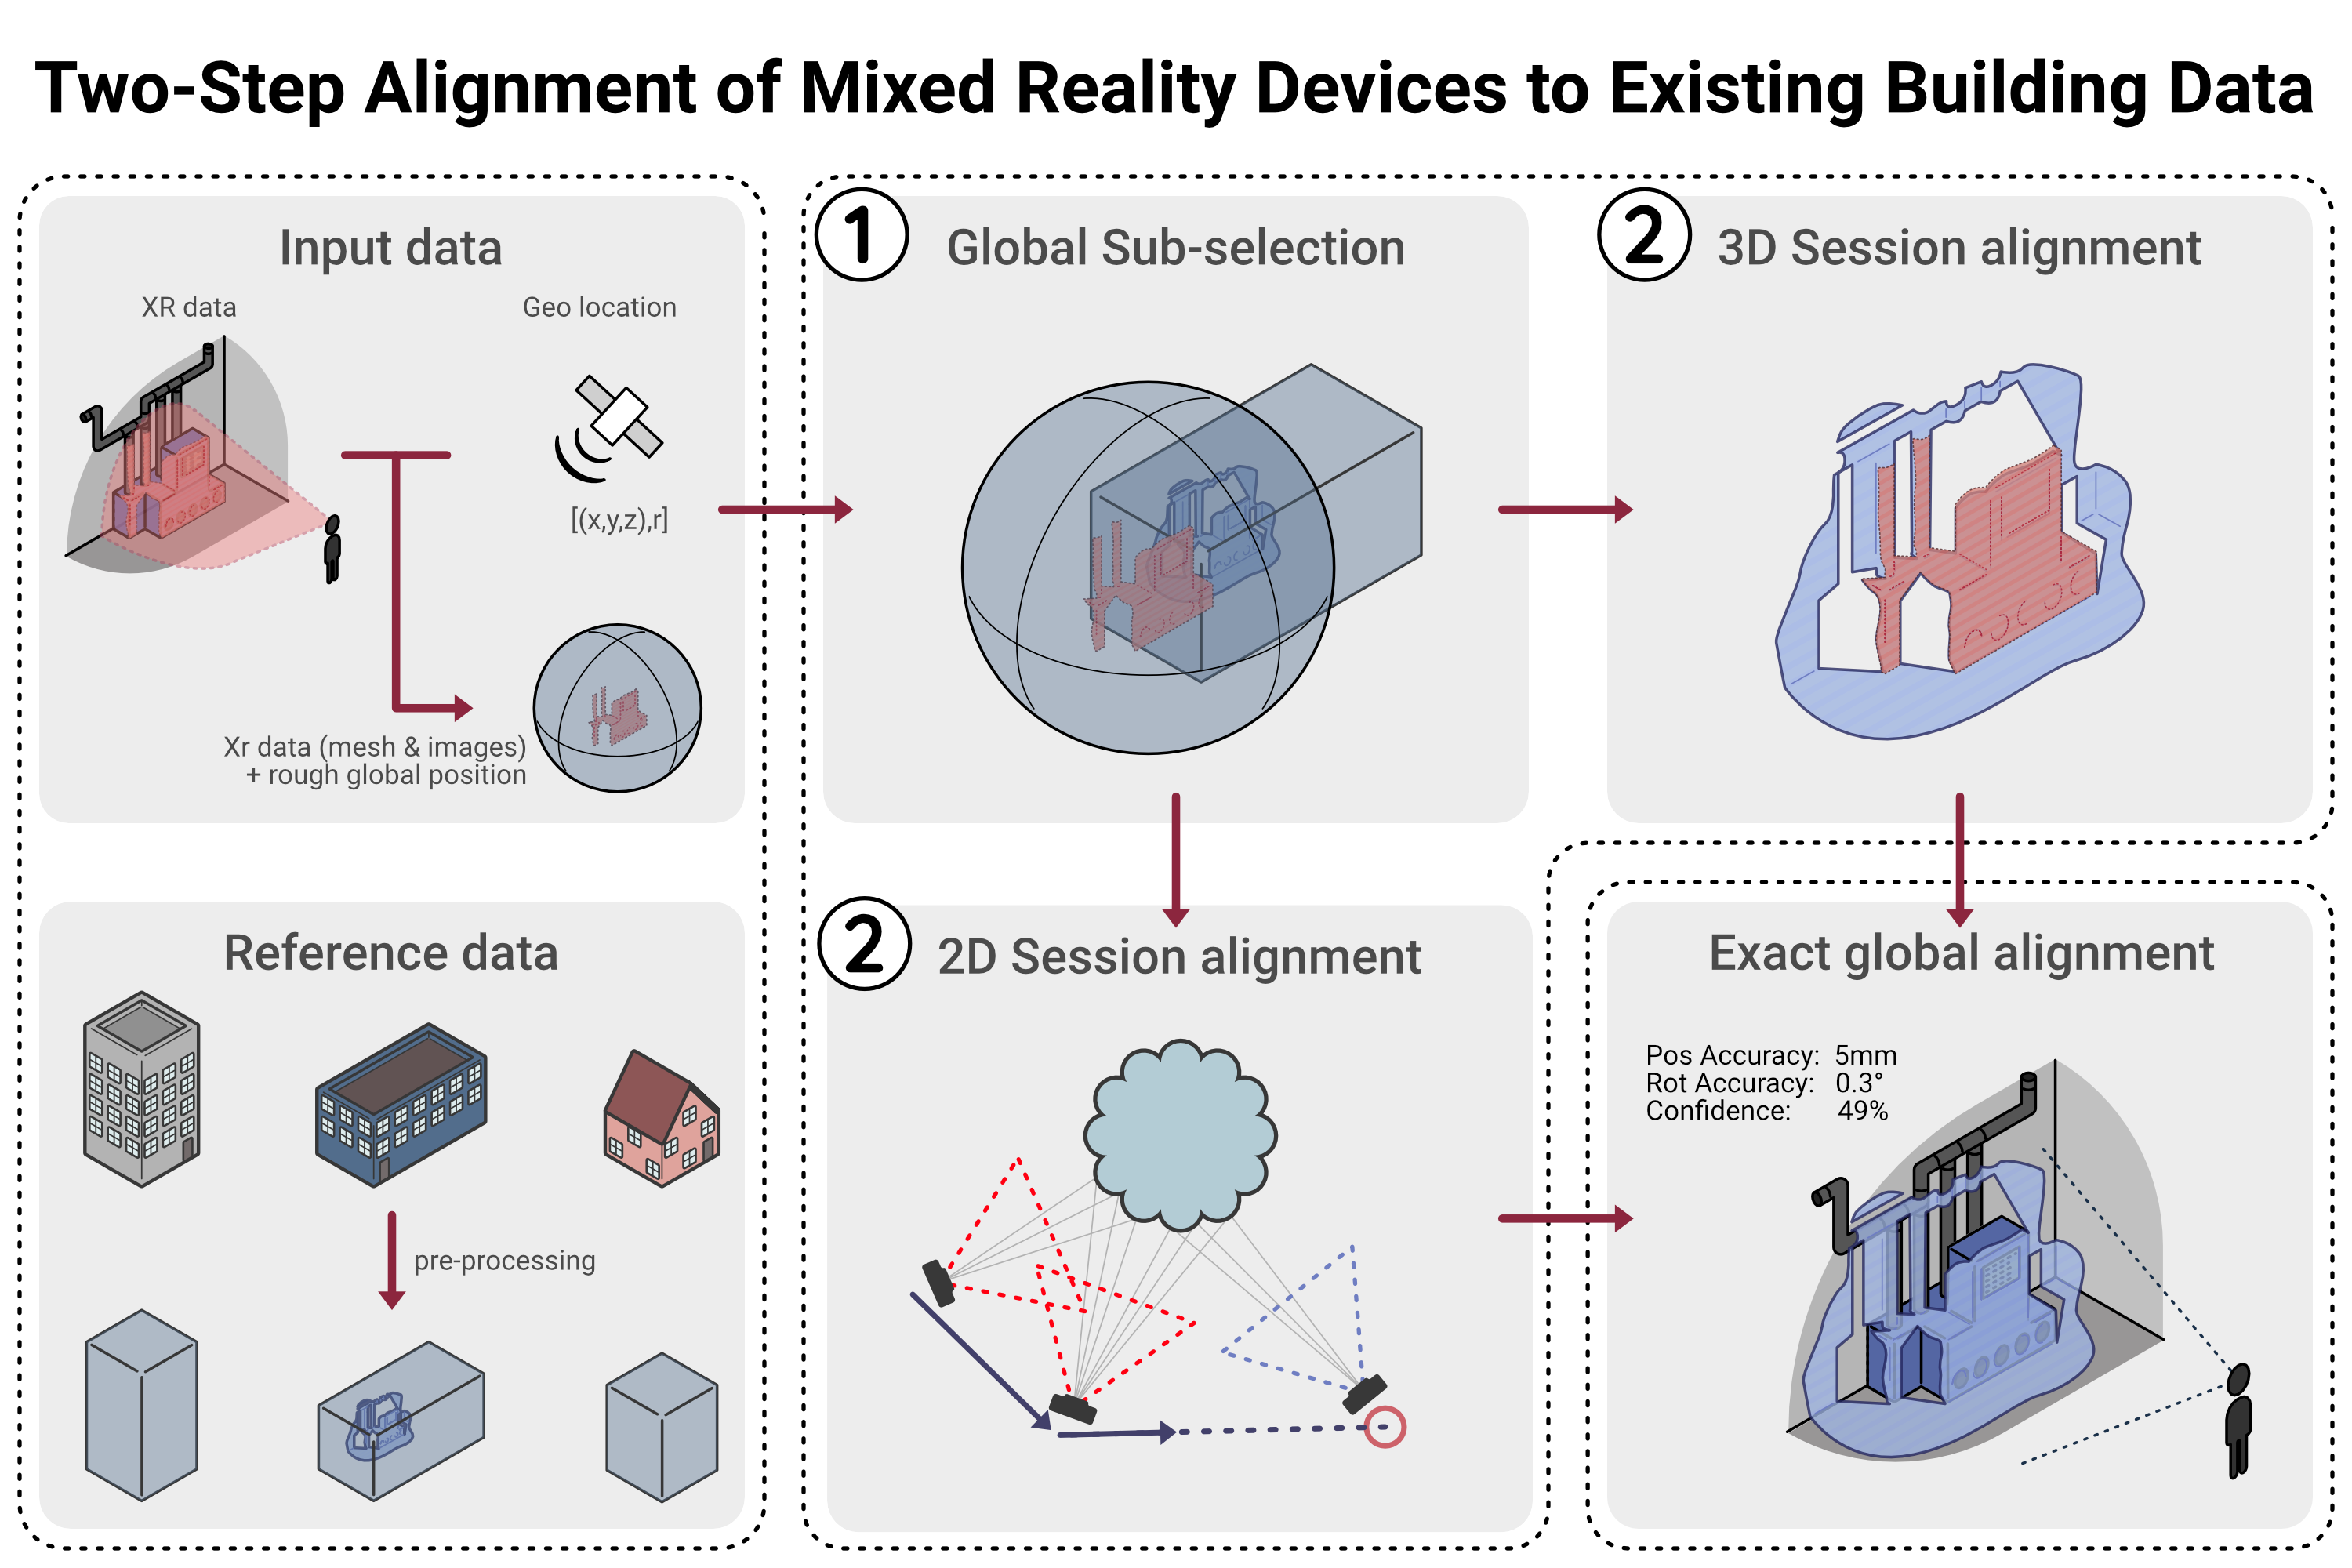 Two-Step Alignment of Mixed Reality Devices to Existing Building Data
Input data
XR data
Geo location
[(x,y,z),r]
Xr data (mesh & images)
+ rough global position
1
Global Sub-selection
2
3D Session alignment
Reference data
pre-processing
2
2D Session alignment
Exact global alignment
Pos Accuracy: 5mm
Rot Accuracy: 0.3°
Confidence: 49%